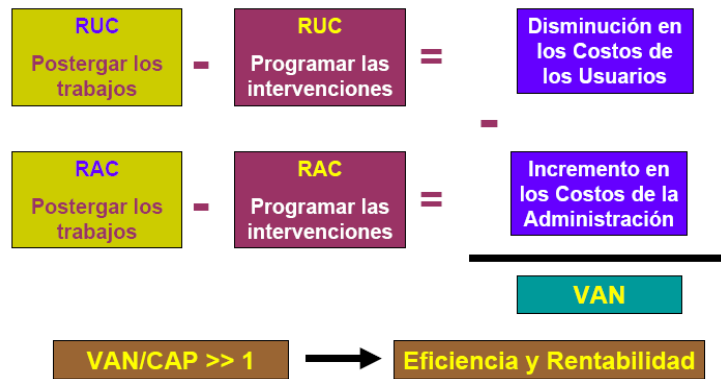 RUC
Postergar los
trabajos
-
RUC
Programar las
intervenciones
=
Disminución en
los Costos de
los Usuarios
-
RAC
Postergar los
trabajos
-
RAC
Programar las
intervenciones
=
Incremento en
los Costos de la
Administración
VAN
VAN/CAP >> 1
Eficiencia y Rentabilidad